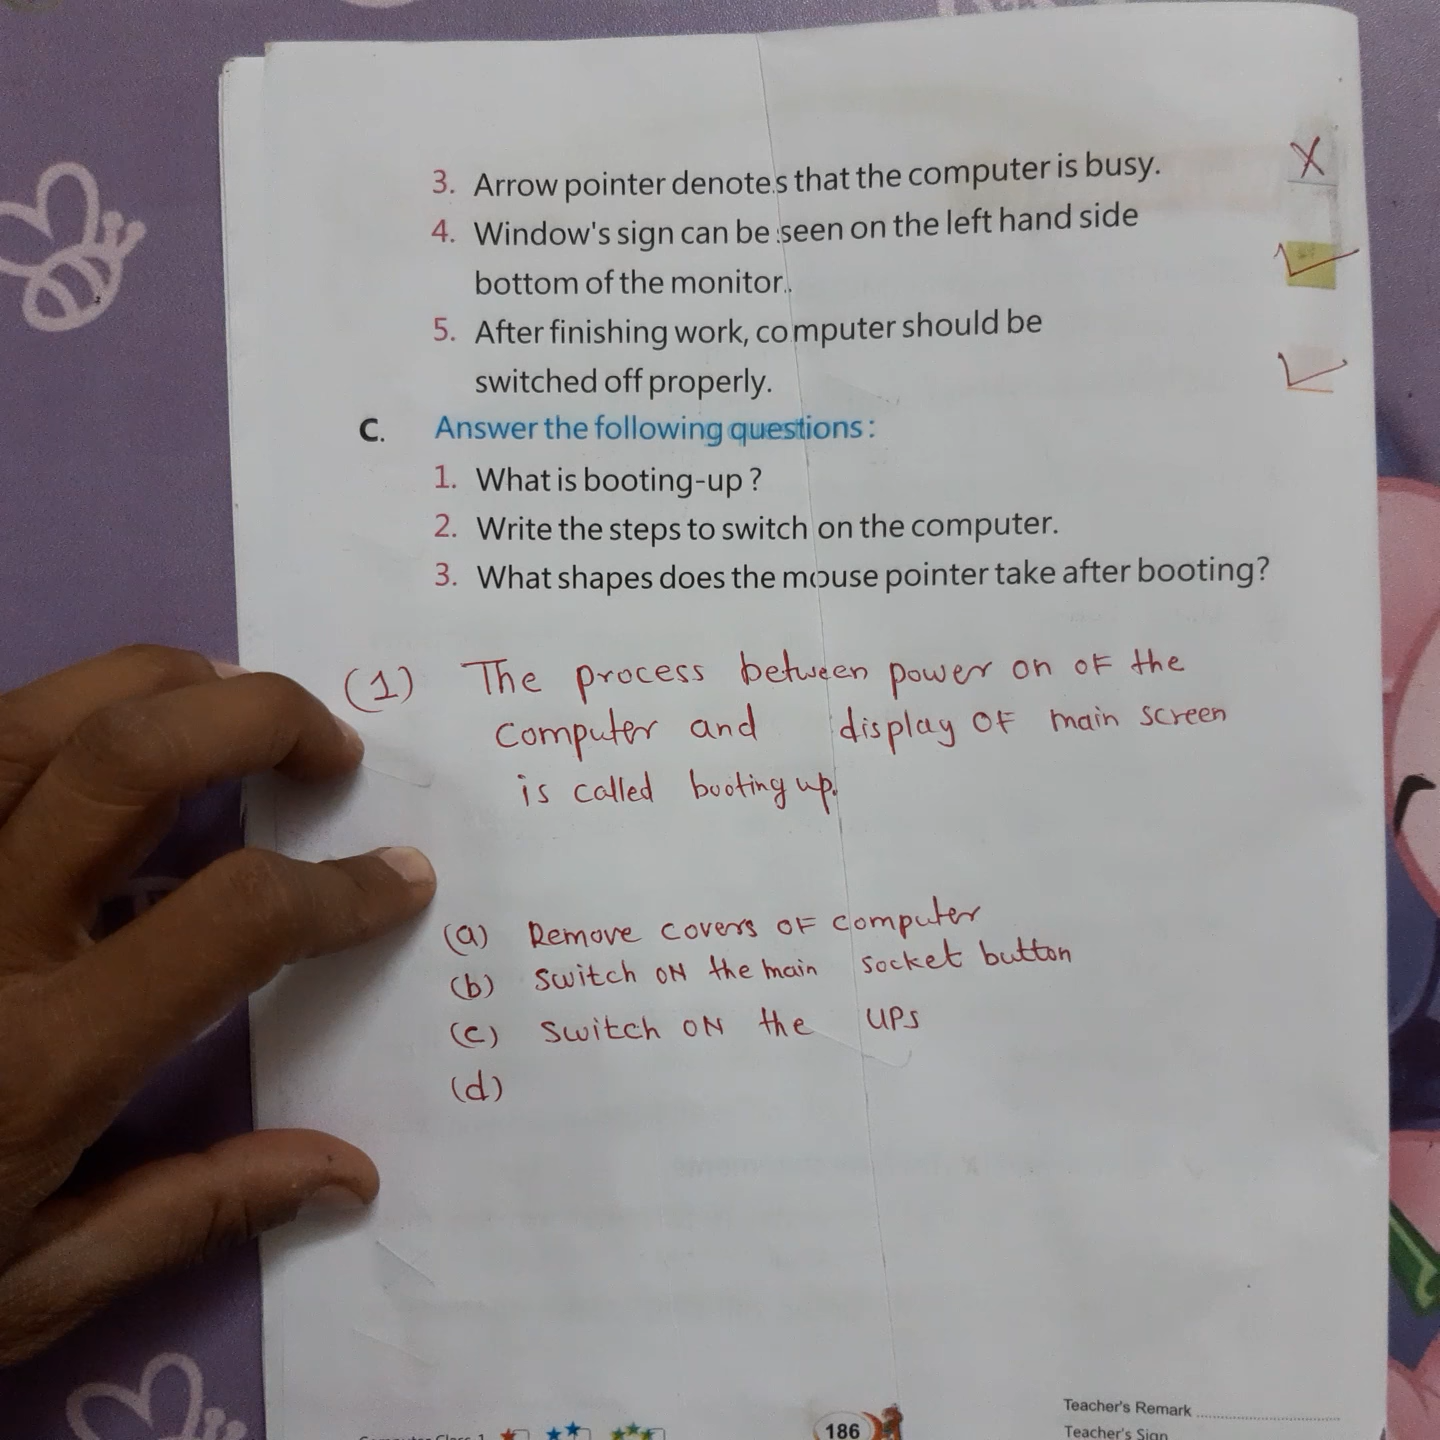 3. Arrow pointer denotes that the computer is busy. X
4. Window's sign can be seen on the left hand side
bottom of the monitor.
5. After finishing work, computer should be
switched off properly.
C. Answer the following questions:
1. What is booting-up ?
2. Write the steps to switch on the computer.
3. What shapes does the mouse pointer take after booting?
(1) The process between power on of the
computer and display of main screen
is called booting up.
(a) Remove covers of computer
(b) switch on the main socket button
(c) switch on the UPS
(d)
Teacher's Remark
Computer Class-1 186 Teacher's Sign